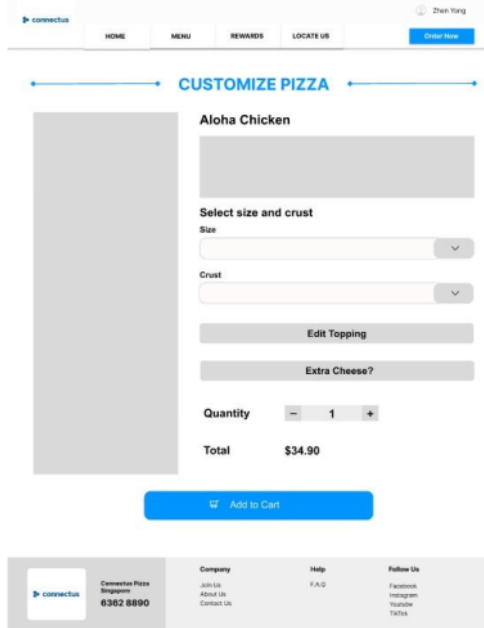 Zhen Yong
connectus
HOME MENU REWARDS LOCATE US Order Now
CUSTOMIZE PIZZA
Aloha Chicken
Select size and crust
Size
Crust
Edit Topping
Extra Cheese?
Quantity − 1 +
Total $34.90
Add to Cart
connectus
Connectus Pizza
Singapore
6362 8890
Company
Join Us
About Us
Contact Us
Help
F.A.Q
Follow Us
Facebook
Instagram
Youtube
TikTok